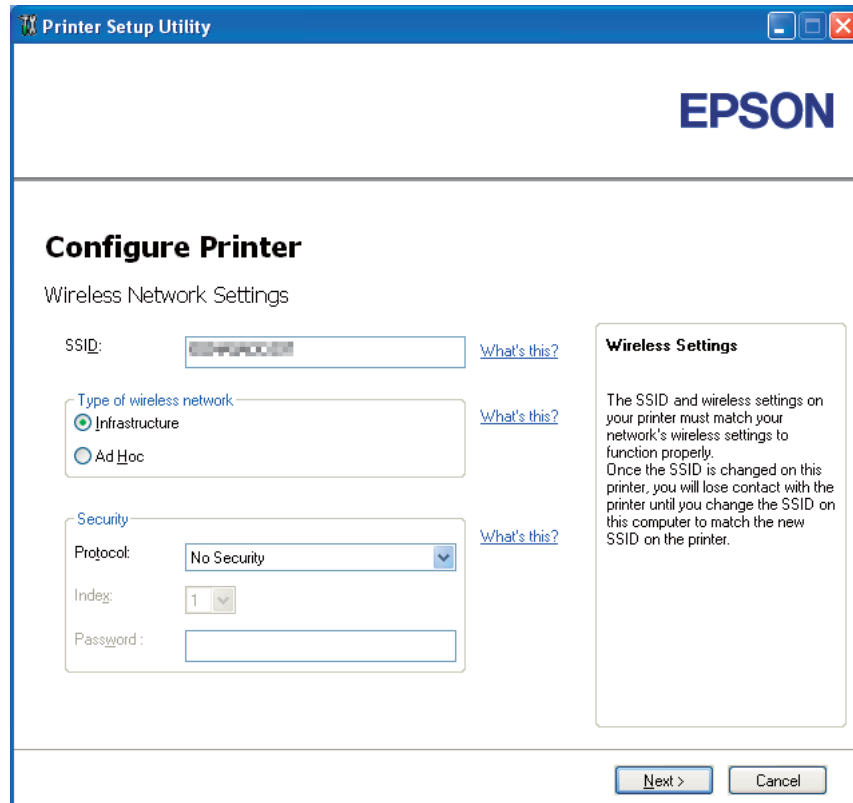 Printer Setup Utility
EPSON
Configure Printer
Wireless Network Settings
SSID:
What's this?
Type of wireless network
Infrastructure
Ad Hoc
What's this?
Security
What's this?
Protocol:
No Security
Index:
1
Password :
Wireless Settings
The SSID and wireless settings on
your printer must match your
network's wireless settings to
function properly.
Once the SSID is changed on this
printer, you will lose contact with the
printer until you change the SSID on
this computer to match the new
SSID on the printer.
Next >
Cancel